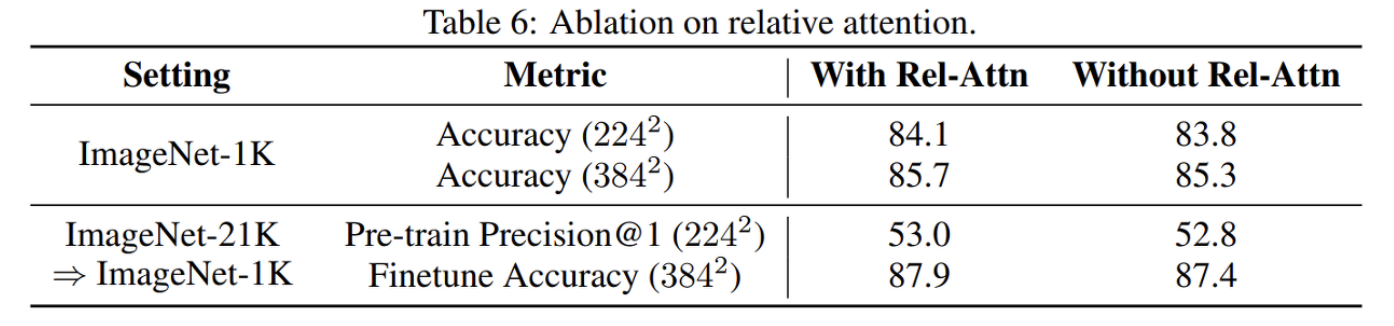 Table 6: Ablation on relative attention.
Setting Metric With Rel-Attn Without Rel-Attn
ImageNet-1K Accuracy (224²) 84.1 83.8
Accuracy (384²) 85.7 85.3
ImageNet-21K Pre-train Precision@1 (224²) 53.0 52.8
⇒ ImageNet-1K Finetune Accuracy (384²) 87.9 87.4